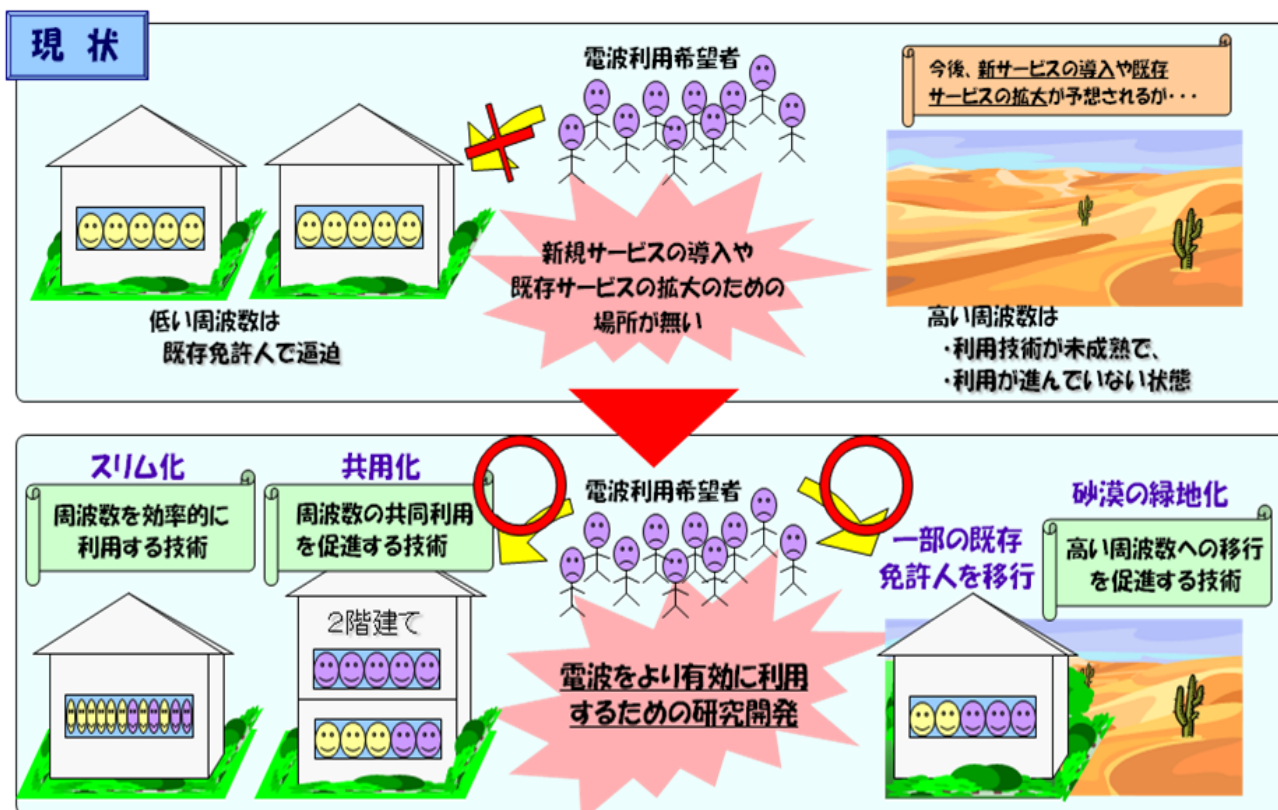 現 状
電波利用希望者
今後、新サービスの導入や既存
サービスの拡大が予想されるが・・・
新規サービスの導入や
既存サービスの拡大のための
場所が無い
低い周波数は
既存免許人で逼迫
高い周波数は
・利用技術が未成熟で、
・利用が進んでいない状態
スリム化
周波数を効率的に
利用する技術
共用化
周波数の共同利用
を促進する技術
2階建て
電波利用希望者
電波をより有効に利用
するための研究開発
一部の既存
免許人を移行
砂漠の緑地化
高い周波数への移行
を促進する技術